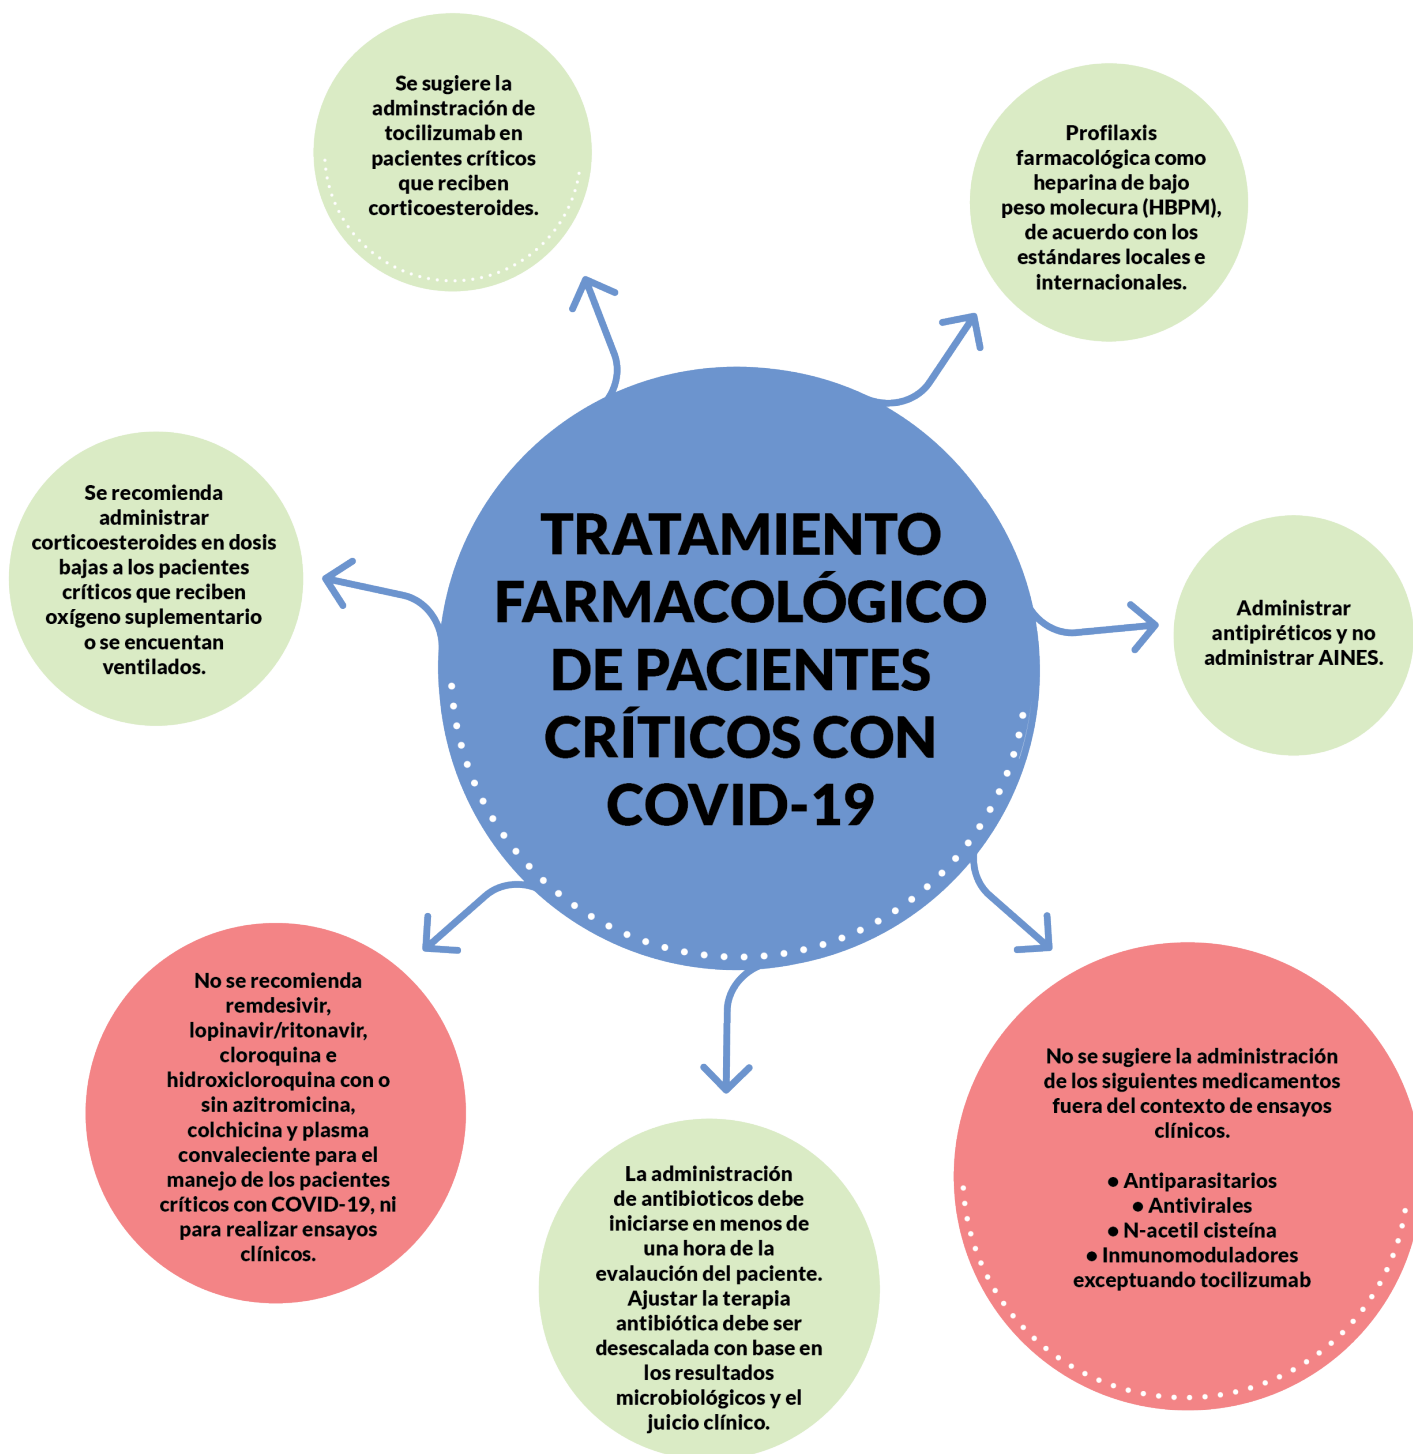 Se sugiere la
adminstración de
tocilizumab en
pacientes críticos
que reciben
corticoesteroides.
Profilaxis
farmacológica como
heparina de bajo
peso molecura (HBPM),
de acuerdo con los
estándares locales e
internacionales.
Se recomienda
administrar
corticoesteroides en dosis
bajas a los pacientes
críticos que reciben
oxígeno suplementario
o se encuentan
ventilados.
TRATAMIENTO
FARMACOLÓGICO
DE PACIENTES
CRÍTICOS CON
COVID-19
Administrar
antipiréticos y no
administrar AINES.
No se recomienda
remdesivir,
lopinavir/ritonavir,
cloroquina e
hidroxicloroquina con o
sin azitromicina,
colchicina y plasma
convaleciente para el
manejo de los pacientes
críticos con COVID-19, ni
para realizar ensayos
clínicos.
La administración
de antibioticos debe
iniciarse en menos de
una hora de la
evalaución del paciente.
Ajustar la terapia
antibiótica debe ser
desescalada con base en
los resultados
microbiológicos y el
juicio clínico.
No se sugiere la administración
de los siguientes medicamentos
fuera del contexto de ensayos
clínicos.
● Antiparasitarios
● Antivirales
● N-acetil cisteína
● Inmunomoduladores
exceptuando tocilizumab